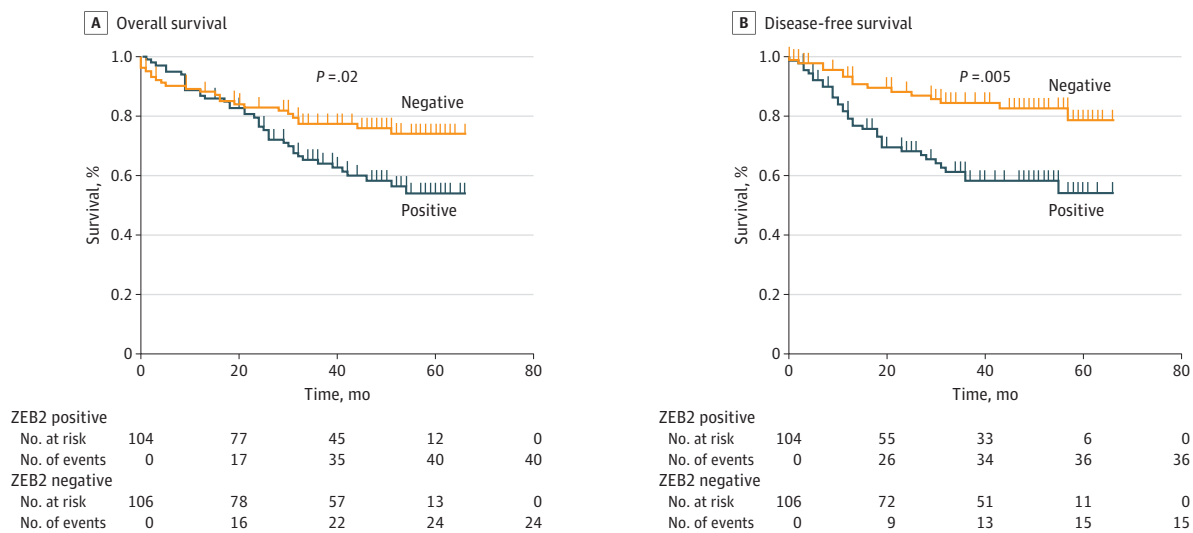 A Overall survival
1.0
0.8
0.6
0.4
0.2
0
Survival, %
P = .02
Negative
Positive
0 20 40 60 80
Time, mo
ZEB2 positive
No. at risk 104 77 45 12 0
No. of events 0 17 35 40 40
ZEB2 negative
No. at risk 106 78 57 13 0
No. of events 0 16 22 24 24
B Disease-free survival
1.0
0.8
0.6
0.4
0.2
0
Survival, %
P = .005
Negative
Positive
0 20 40 60 80
Time, mo
ZEB2 positive
No. at risk 104 55 33 6 0
No. of events 0 26 34 36 36
ZEB2 negative
No. at risk 106 72 51 11 0
No. of events 0 9 13 15 15